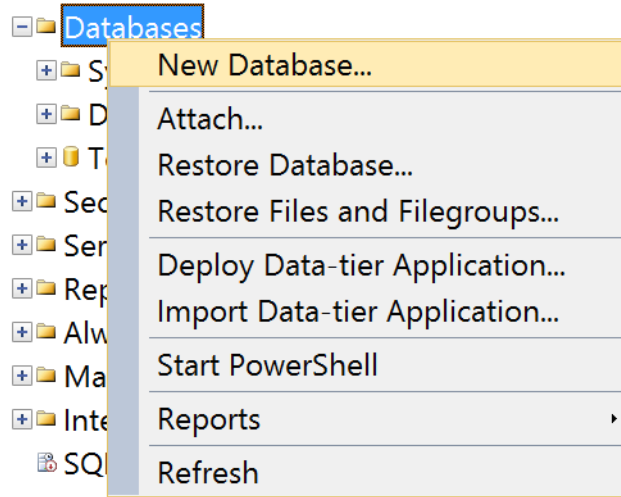 Databases
New Database...
Attach...
Restore Database...
Restore Files and Filegroups...
Deploy Data-tier Application...
Import Data-tier Application...
Start PowerShell
Reports
Refresh